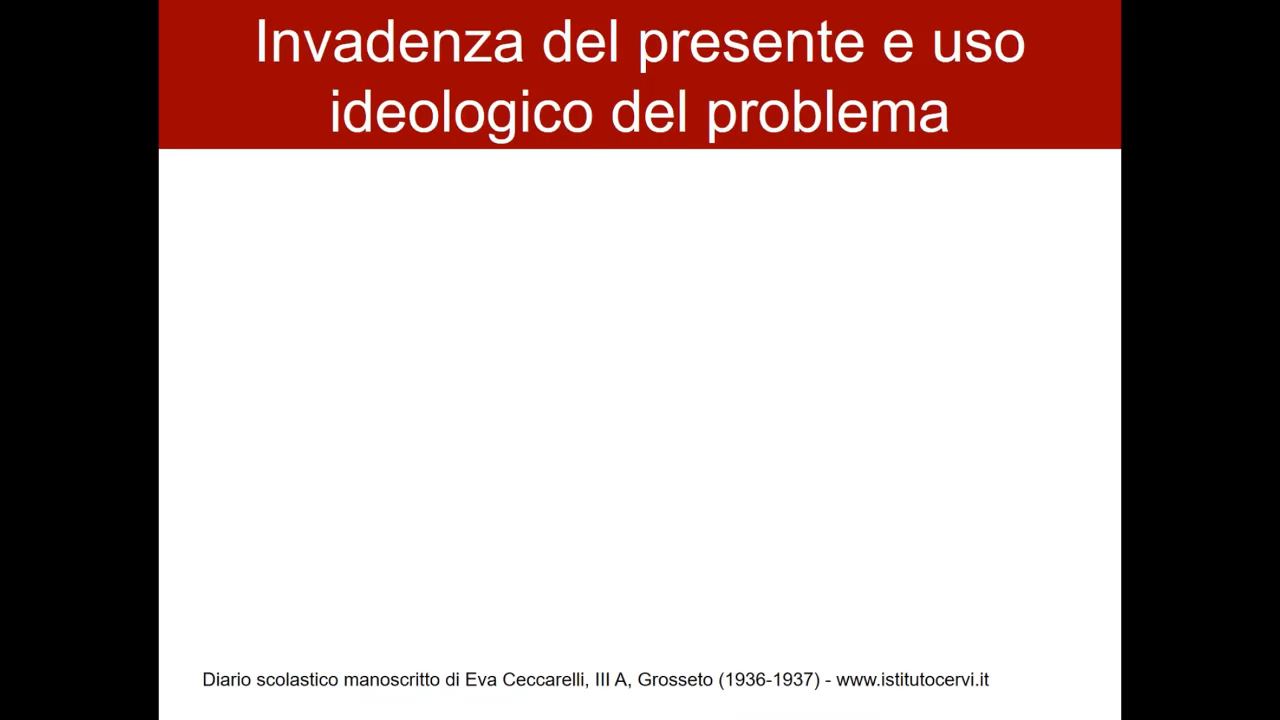 Invadenza del presente e uso
ideologico del problema
Diario scolastico manoscritto di Eva Ceccarelli, III A, Grosseto (1936-1937) - www.istitutocervi.it